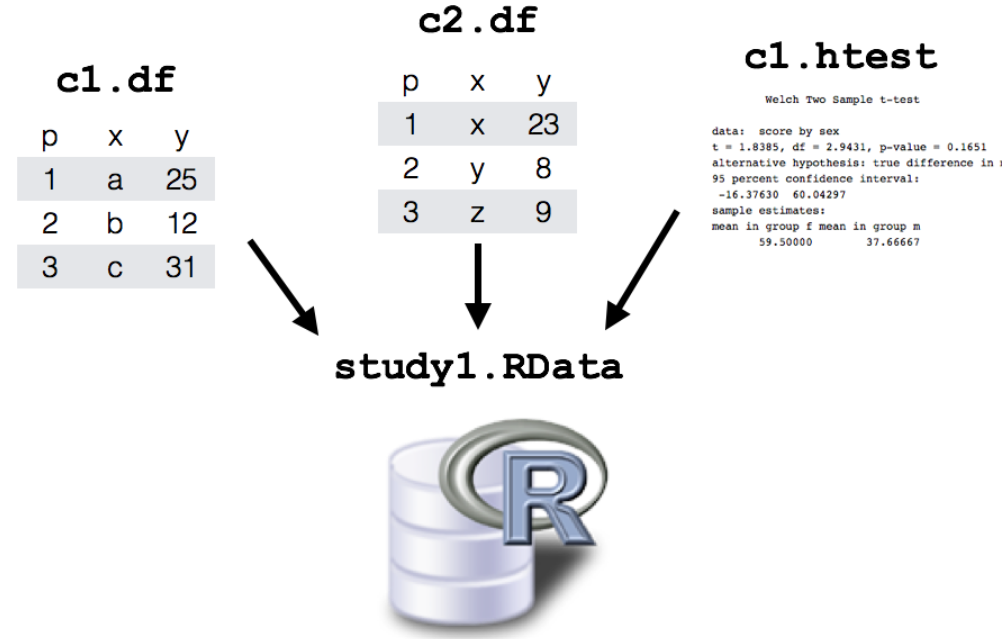 c1.df
p x y
1 a 25
2 b 12
3 c 31
c2.df
p x y
1 x 23
2 y 8
3 z 9
c1.htest
Welch Two Sample t-test
data: score by sex
t = 1.8385, df = 2.9431, p-value = 0.1651
alternative hypothesis: true difference in
95 percent confidence interval:
-16.37630 60.04297
sample estimates:
mean in group f mean in group m
59.50000 37.66667
study1.RData
R